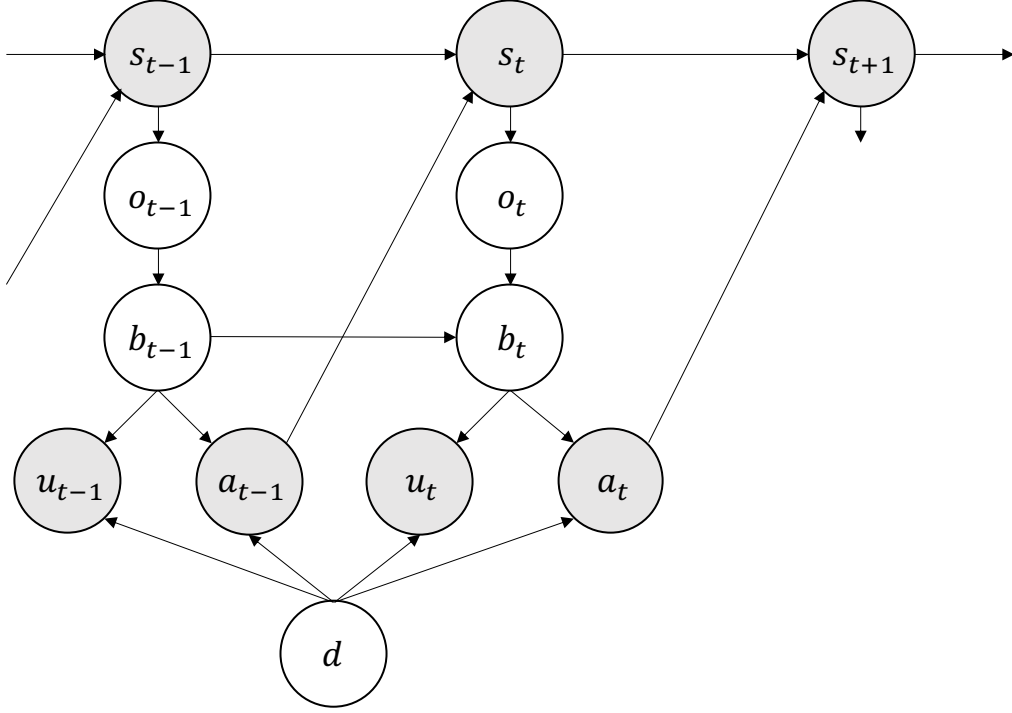 s_{t−1} s_t s_{t+1}
o_{t−1} o_t
b_{t−1} b_t
u_{t−1} a_{t−1} u_t a_t
d